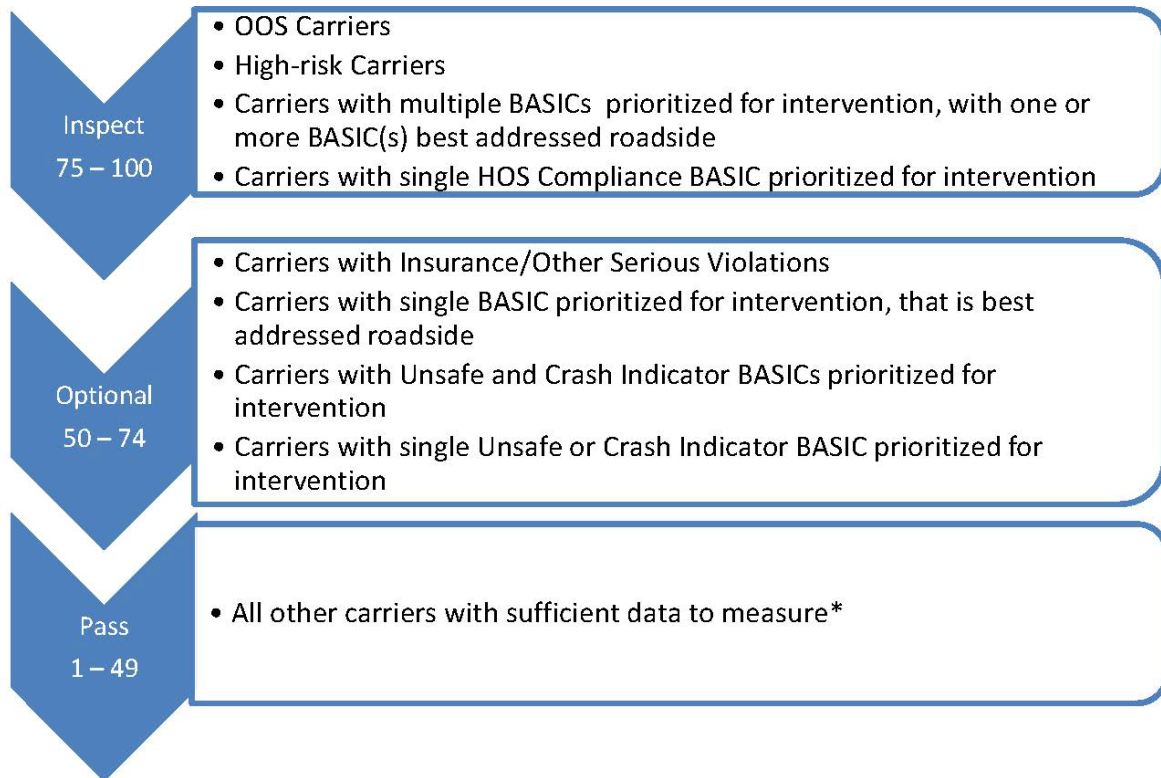 Inspect
75 – 100
• OOS Carriers
• High-risk Carriers
• Carriers with multiple BASICs prioritized for intervention, with one or
more BASIC(s) best addressed roadside
• Carriers with single HOS Compliance BASIC prioritized for intervention
Optional
50 – 74
• Carriers with Insurance/Other Serious Violations
• Carriers with single BASIC prioritized for intervention, that is best
addressed roadside
• Carriers with Unsafe and Crash Indicator BASICs prioritized for
intervention
• Carriers with single Unsafe or Crash Indicator BASIC prioritized for
intervention
Pass
1 – 49
• All other carriers with sufficient data to measure*